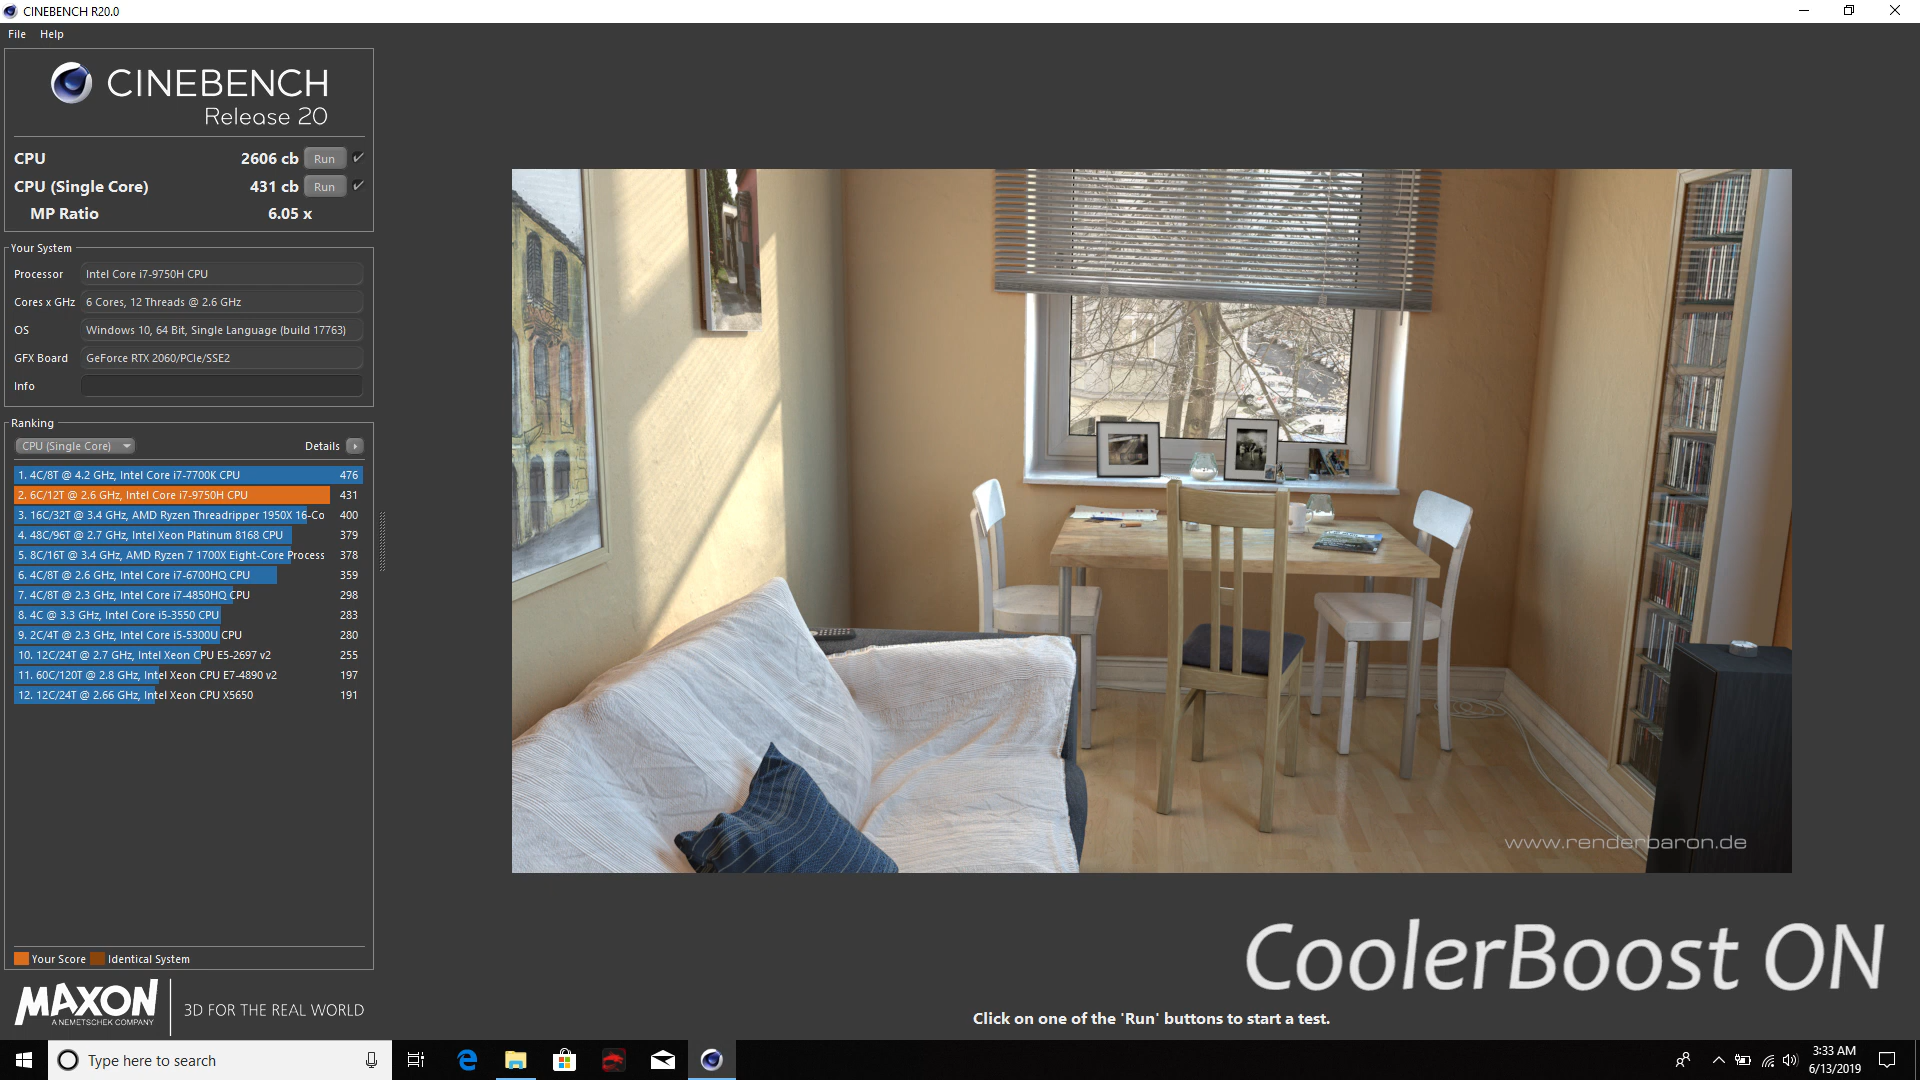 CINEBENCH R20.0
File Help
CINEBENCH
Release 20
CPU 2606 cb Run
CPU (Single Core) 431 cb Run
MP Ratio 6.05 x
Your System
Processor Intel Core i7-9750H CPU
Cores x GHz 6 Cores, 12 Threads @ 2.6 GHz
OS Windows 10, 64 Bit, Single Language (build 17763)
GFX Board GeForce RTX 2060/PCIe/SSE2
Info
Ranking
CPU (Single Core) Details
1. 4C/8T @ 4.2 GHz, Intel Core i7-7700K CPU 476
2. 6C/12T @ 2.6 GHz, Intel Core i7-9750H CPU 431
3. 16C/32T @ 3.4 GHz, AMD Ryzen Threadripper 1950X 16-Co 400
4. 48C/96T @ 2.7 GHz, Intel Xeon Platinum 8168 CPU 379
5. 8C/16T @ 3.4 GHz, AMD Ryzen 7 1700X Eight-Core Process 378
6. 4C/8T @ 2.6 GHz, Intel Core i7-6700HQ CPU 359
7. 4C/8T @ 2.3 GHz, Intel Core i7-4850HQ CPU 298
8. 4C @ 3.3 GHz, Intel Core i5-3550 CPU 283
9. 2C/4T @ 2.3 GHz, Intel Core i5-5300U CPU 280
10. 12C/24T @ 2.7 GHz, Intel Xeon CPU E5-2697 v2 255
11. 60C/120T @ 2.8 GHz, Intel Xeon CPU E7-4890 v2 197
12. 12C/24T @ 2.66 GHz, Intel Xeon CPU X5650 191
Your Score Identical System
MAXON
A NEMETSCHEK COMPANY
3D FOR THE REAL WORLD
www.renderbaron.de
CoolerBoost ON
Click on one of the 'Run' buttons to start a test.
Type here to search
3:33 AM
6/13/2019